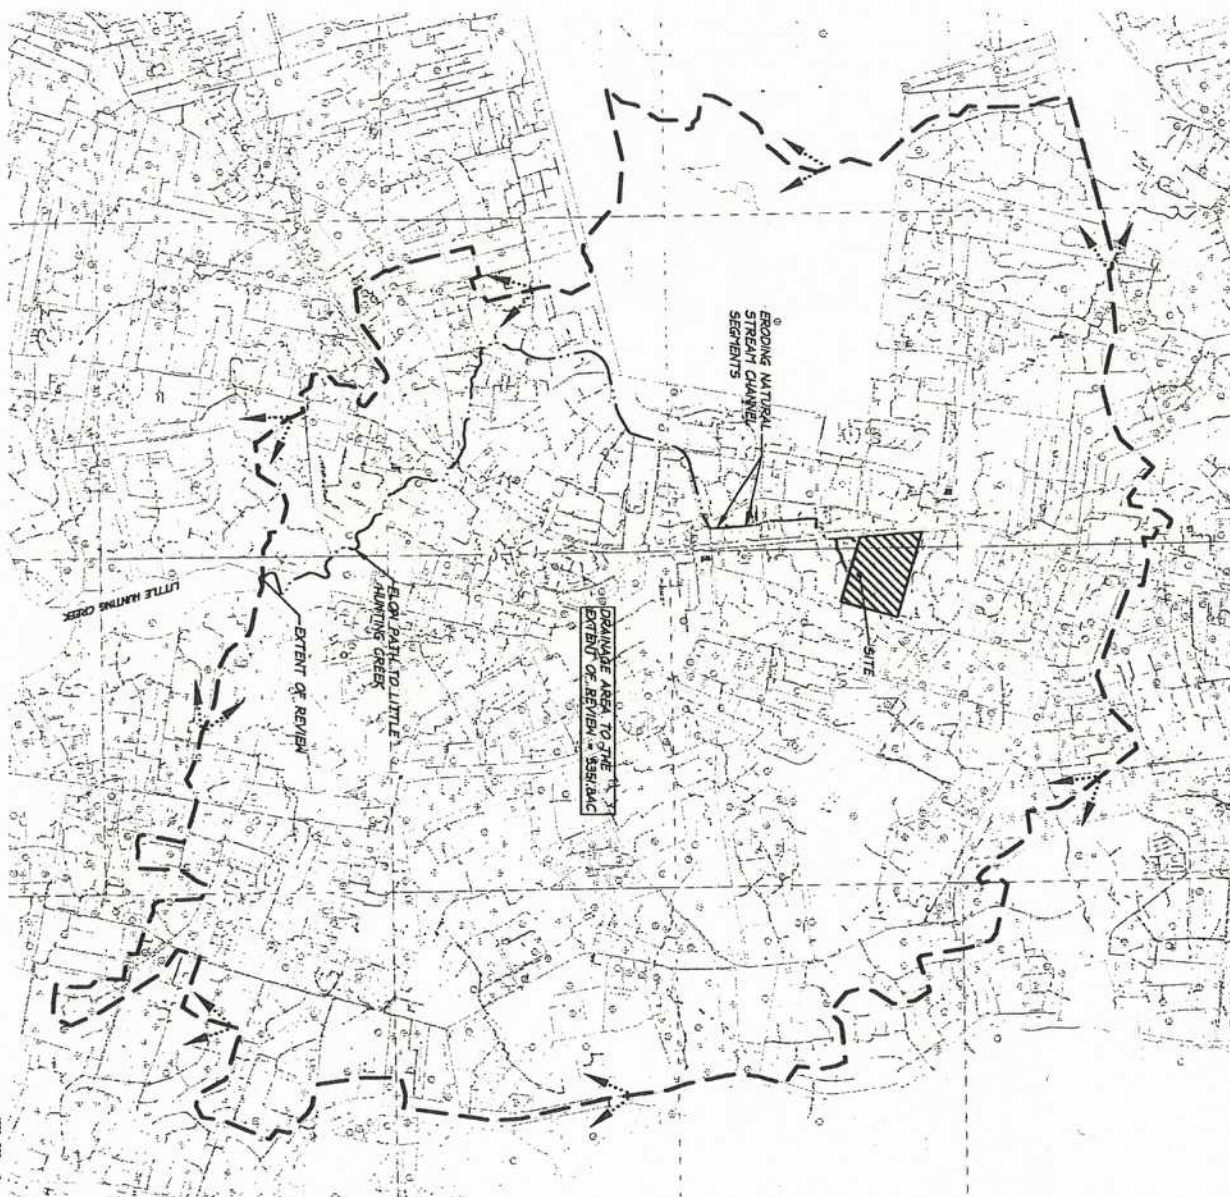 ERODING NATURAL
STREAM CHANNEL
SEGMENTS
SITE
DRAINAGE AREA TO THE
EXTENT OF REVIEW =
FLOW PATH TO LITTLE
HUNTING CREEK
EXTENT OF REVIEW
LITTLE HUNTING CREEK